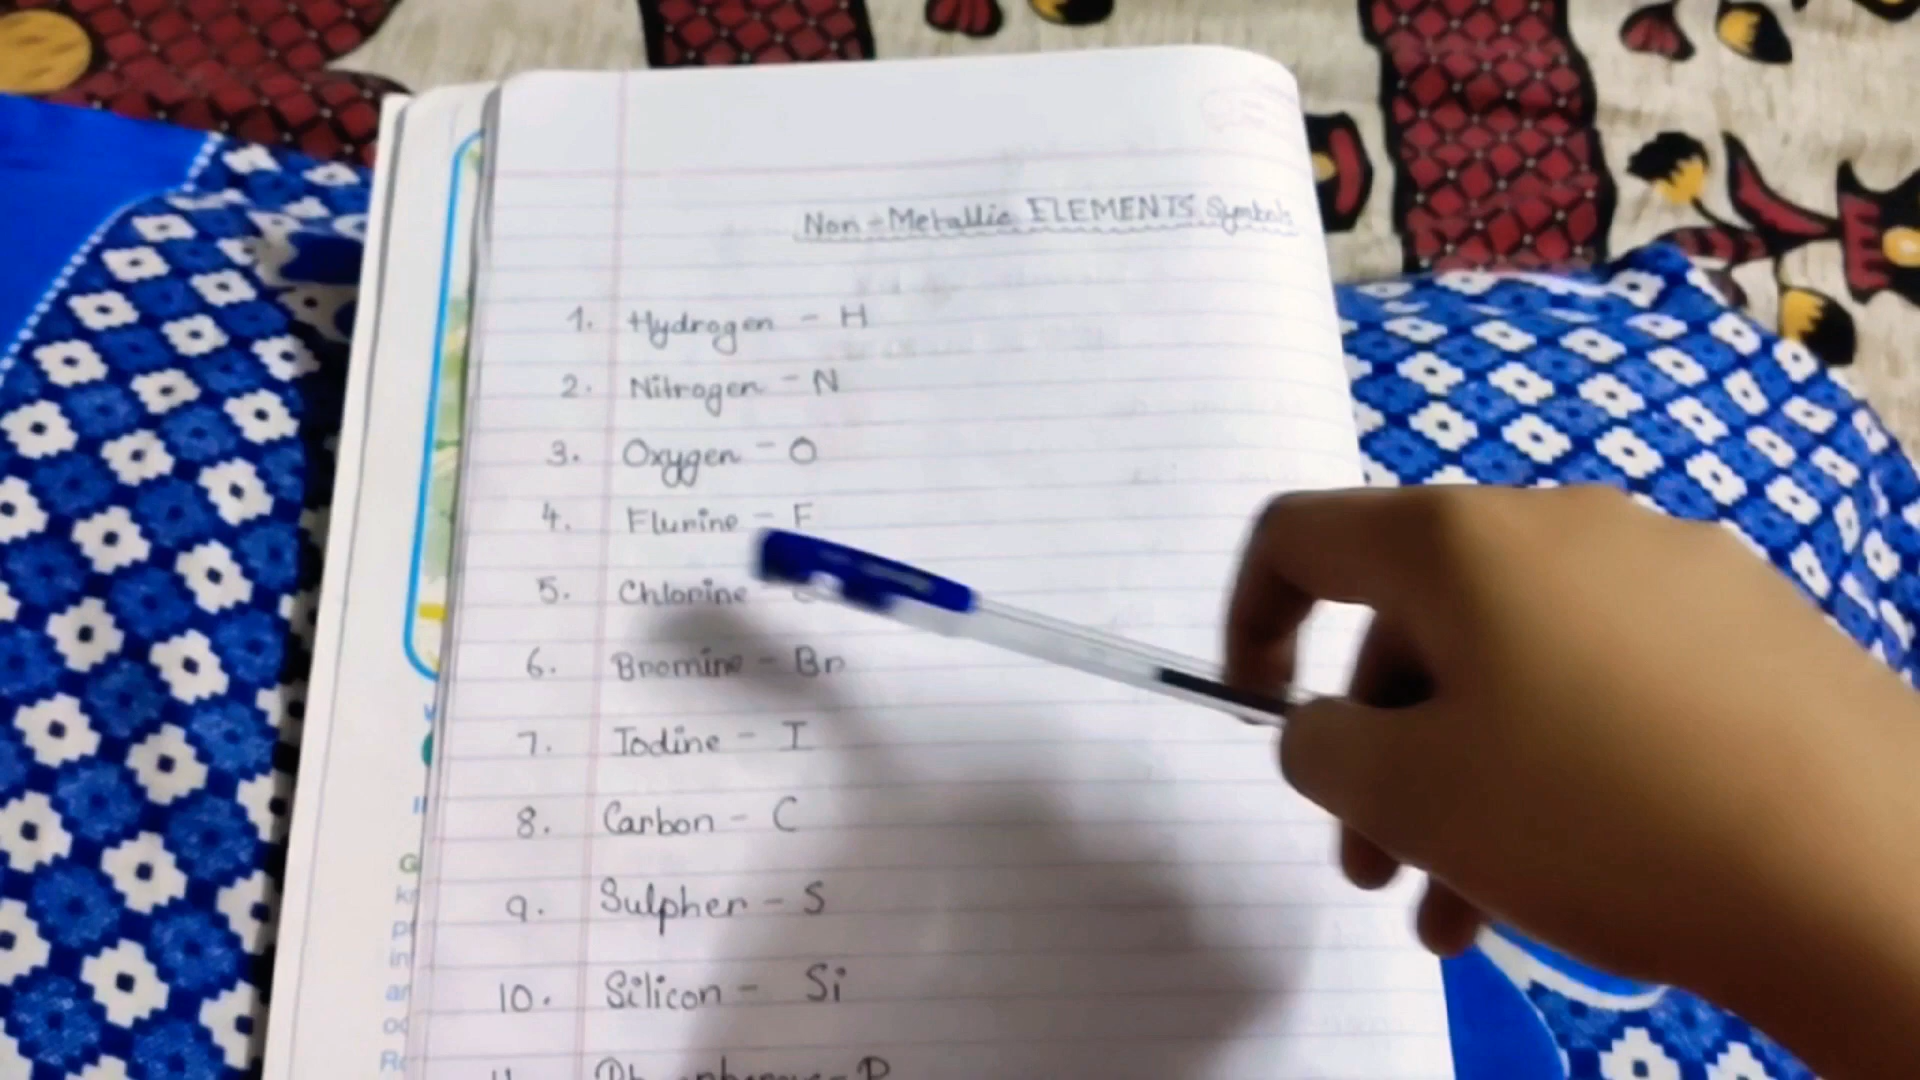 Non-Metallic ELEMENTS Symbols
1. Hydrogen - H
2. Nitrogen - N
3. Oxygen - O
4. Flurine - F
5. Chlorine -
6. Bromine - Br
7. Iodine - I
8. Carbon - C
9. Sulpher - S
10. Silicon - Si
11 - P